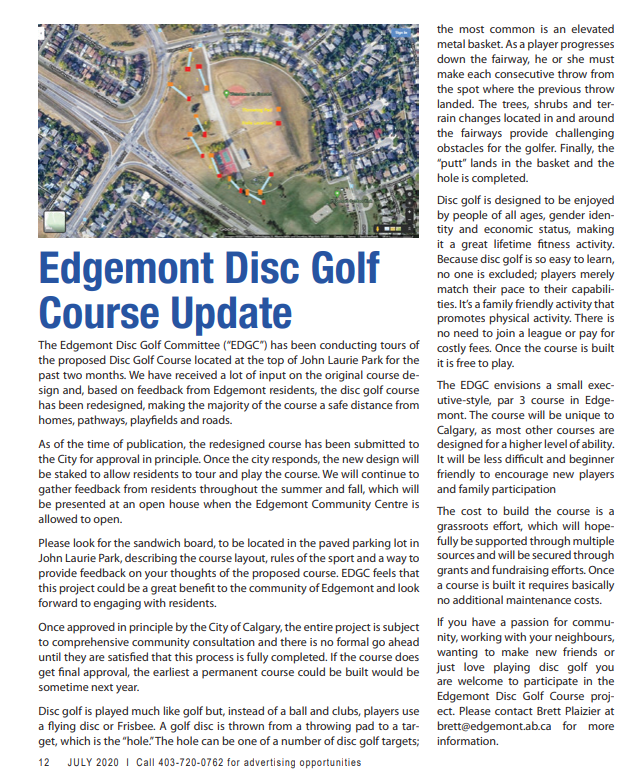 Edgemont Disc Golf
Course Update
The Edgemont Disc Golf Committee (“EDGC”) has been conducting tours of
the proposed Disc Golf Course located at the top of John Laurie Park for the
past two months. We have received a lot of input on the original course de-
sign and, based on feedback from Edgemont residents, the disc golf course
has been redesigned, making the majority of the course a safe distance from
homes, pathways, playfields and roads.
As of the time of publication, the redesigned course has been submitted to
the City for approval in principle. Once the city responds, the new design will
be staked to allow residents to tour and play the course. We will continue to
gather feedback from residents throughout the summer and fall, which will
be presented at an open house when the Edgemont Community Centre is
allowed to open.
Please look for the sandwich board, to be located in the paved parking lot in
John Laurie Park, describing the course layout, rules of the sport and a way to
provide feedback on your thoughts of the proposed course. EDGC feels that
this project could be a great benefit to the community of Edgemont and look
forward to engaging with residents.
Once approved in principle by the City of Calgary, the entire project is subject
to comprehensive community consultation and there is no formal go ahead
until they are satisfied that this process is fully completed. If the course does
get final approval, the earliest a permanent course could be built would be
sometime next year.
Disc golf is played much like golf but, instead of a ball and clubs, players use
a flying disc or Frisbee. A golf disc is thrown from a throwing pad to a tar-
get, which is the “hole.” The hole can be one of a number of disc golf targets;
the most common is an elevated
metal basket. As a player progresses
down the fairway, he or she must
make each consecutive throw from
the spot where the previous throw
landed. The trees, shrubs and ter-
rain changes located in and around
the fairways provide challenging
obstacles for the golfer. Finally, the
“putt” lands in the basket and the
hole is completed.
Disc golf is designed to be enjoyed
by people of all ages, gender iden-
tity and economic status, making
it a great lifetime fitness activity.
Because disc golf is so easy to learn,
no one is excluded; players merely
match their pace to their capabili-
ties. It’s a family friendly activity that
promotes physical activity. There is
no need to join a league or pay for
costly fees. Once the course is built
it is free to play.
The EDGC envisions a small exec-
utive-style, par 3 course in Edge-
mont. The course will be unique to
Calgary, as most other courses are
designed for a higher level of ability.
It will be less difficult and beginner
friendly to encourage new players
and family participation
The cost to build the course is a
grassroots effort, which will hope-
fully be supported through multiple
sources and will be secured through
grants and fundraising efforts. Once
a course is built it requires basically
no additional maintenance costs.
If you have a passion for commu-
nity, working with your neighbours,
wanting to make new friends or
just love playing disc golf you
are welcome to participate in the
Edgemont Disc Golf Course proj-
ect. Please contact Brett Plaizier at
brett@edgemont.ab.ca for more
information.
12 JULY 2020 I Call 403-720-0762 for advertising opportunities